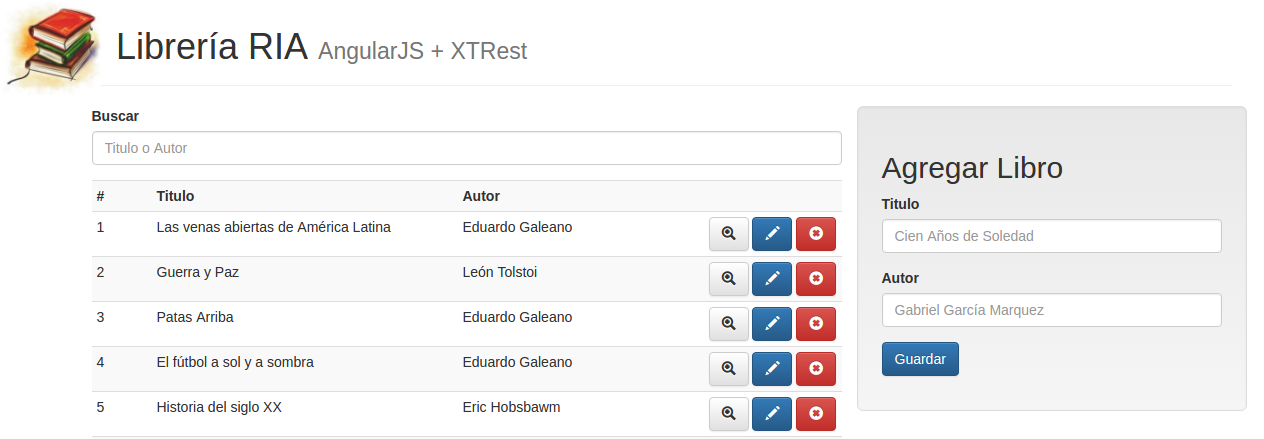 Librería RIA AngularJS + XTRest
Buscar
Titulo o Autor
# Titulo Autor
1 Las venas abiertas de América Latina Eduardo Galeano
2 Guerra y Paz León Tolstoi
3 Patas Arriba Eduardo Galeano
4 El fútbol a sol y a sombra Eduardo Galeano
5 Historia del siglo XX Eric Hobsbawm
Agregar Libro
Titulo
Cien Años de Soledad
Autor
Gabriel García Marquez
Guardar